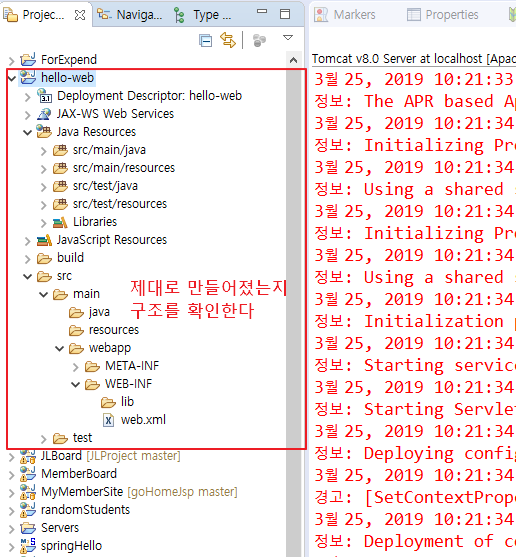 Projec...
Naviga...
Type ...
ForExpend
hello-web
Deployment Descriptor: hello-web
JAX-WS Web Services
Java Resources
src/main/java
src/main/resources
src/test/java
src/test/resources
Libraries
JavaScript Resources
build
src
main
java
resources
webapp
META-INF
WEB-INF
lib
web.xml
test
제대로 만들어졌는지
구조를 확인한다
JLBoard [JLProject master]
MemberBoard
MyMemberSite [goHomeJsp master]
randomStudents
Servers
springHello
Markers
Properties
Tomcat v8.0 Server at localhost [Apac
3월 25, 2019 10:21:33
정보: The APR based Ap
3월 25, 2019 10:21:34
정보: Initializing Pro
3월 25, 2019 10:21:34
정보: Using a shared
3월 25, 2019 10:21:34
정보: Initializing Pro
3월 25, 2019 10:21:34
정보: Using a shared
3월 25, 2019 10:21:34
정보: Initialization p
3월 25, 2019 10:21:34
정보: Starting service
3월 25, 2019 10:21:34
정보: Starting Servle
3월 25, 2019 10:21:34
정보: Deploying config
3월 25, 2019 10:21:34
경고: [SetContextPrope
3월 25, 2019 10:21:34
정보: Deployment of co